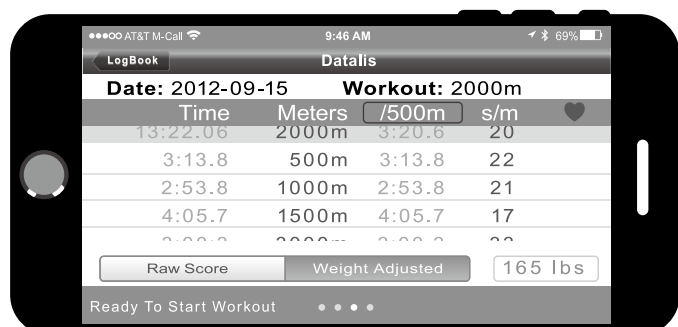 ●●●○○ AT&T M-Call 9:46 AM 69%
LogBook Datalis
Date: 2012-09-15 Workout: 2000m
Time Meters /500m s/m
13:22.06 2000m 3:20.6 20
3:13.8 500m 3:13.8 22
2:53.8 1000m 2:53.8 21
4:05.7 1500m 4:05.7 17
Raw Score Weight Adjusted 165 lbs
Ready To Start Workout